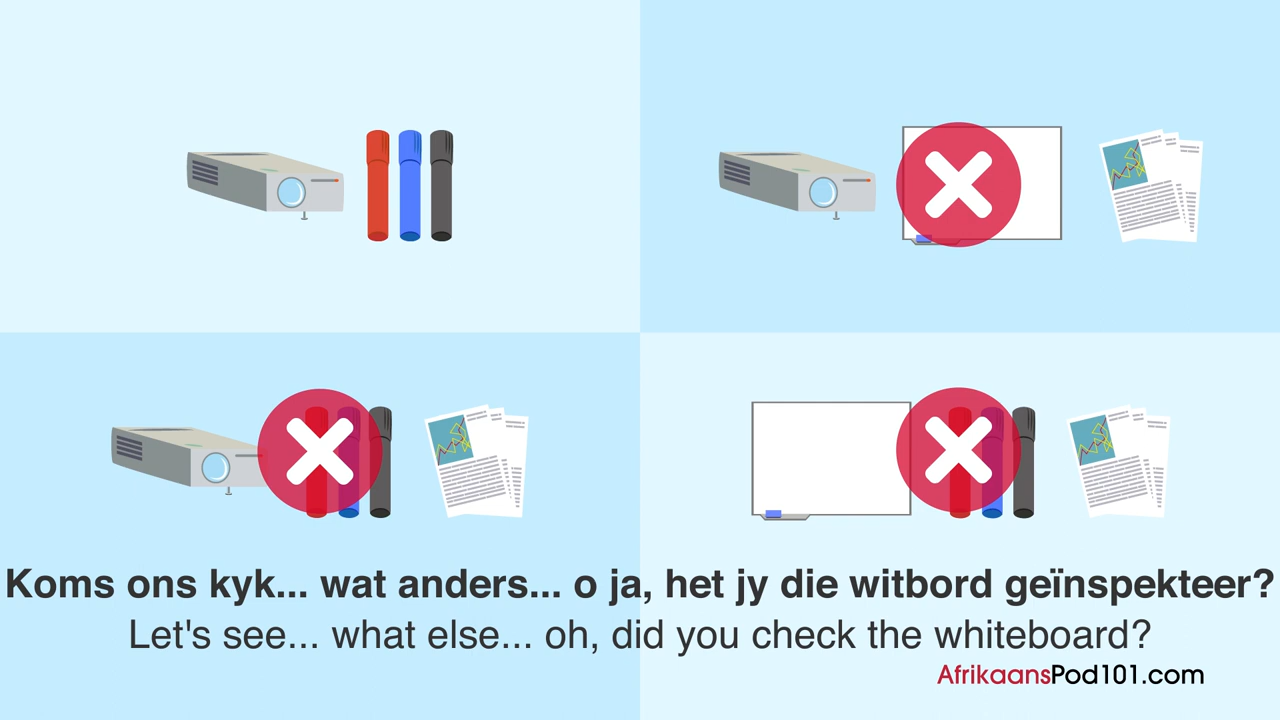 Koms ons kyk... wat anders... o ja, het jy die witbord geïnspekteer?
Let's see... what else... oh, did you check the whiteboard?
AfrikaansPod101.com